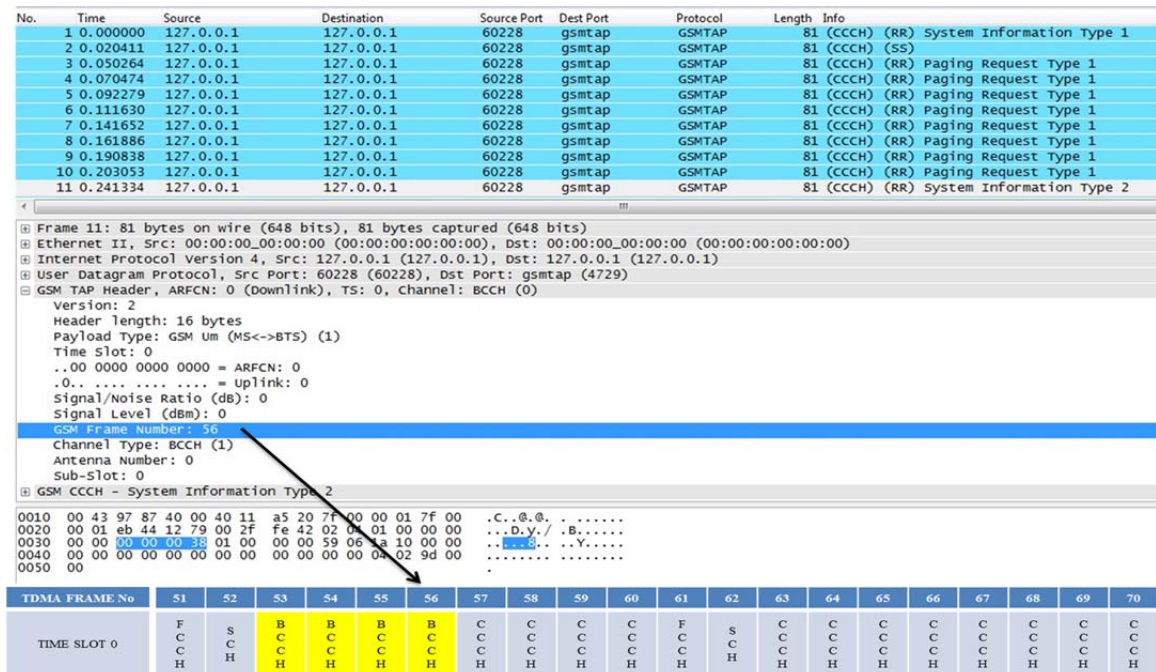 No. Time Source Destination Source Port Dest Port Protocol Length Info
1 0.000000 127.0.0.1 127.0.0.1 60228 gsmtap GSMTAP 81 (CCCH) (RR) System Information Type 1
2 0.020411 127.0.0.1 127.0.0.1 60228 gsmtap GSMTAP 81 (CCCH) (SS)
3 0.050264 127.0.0.1 127.0.0.1 60228 gsmtap GSMTAP 81 (CCCH) (RR) Paging Request Type 1
4 0.070474 127.0.0.1 127.0.0.1 60228 gsmtap GSMTAP 81 (CCCH) (RR) Paging Request Type 1
5 0.092279 127.0.0.1 127.0.0.1 60228 gsmtap GSMTAP 81 (CCCH) (RR) Paging Request Type 1
6 0.111630 127.0.0.1 127.0.0.1 60228 gsmtap GSMTAP 81 (CCCH) (RR) Paging Request Type 1
7 0.141652 127.0.0.1 127.0.0.1 60228 gsmtap GSMTAP 81 (CCCH) (RR) Paging Request Type 1
8 0.161886 127.0.0.1 127.0.0.1 60228 gsmtap GSMTAP 81 (CCCH) (RR) Paging Request Type 1
9 0.190838 127.0.0.1 127.0.0.1 60228 gsmtap GSMTAP 81 (CCCH) (RR) Paging Request Type 1
10 0.203053 127.0.0.1 127.0.0.1 60228 gsmtap GSMTAP 81 (CCCH) (RR) Paging Request Type 1
11 0.241334 127.0.0.1 127.0.0.1 60228 gsmtap GSMTAP 81 (CCCH) (RR) System Information Type 2
Frame 11: 81 bytes on wire (648 bits), 81 bytes captured (648 bits)
Ethernet II, Src: 00:00:00_00:00:00 (00:00:00:00:00:00), Dst: 00:00:00_00:00:00 (00:00:00:00:00:00)
Internet Protocol Version 4, Src: 127.0.0.1 (127.0.0.1), Dst: 127.0.0.1 (127.0.0.1)
User Datagram Protocol, Src Port: 60228 (60228), Dst Port: gsmtap (4729)
GSM TAP Header, ARFCN: 0 (Downlink), TS: 0, Channel: BCCH (0)
Version: 2
Header length: 16 bytes
Payload Type: GSM Um (MS<->BTS) (1)
Time Slot: 0
..00 0000 0000 0000 = ARFCN: 0
.0.. .... .... .... = Uplink: 0
Signal/Noise Ratio (dB): 0
Signal Level (dBm): 0
GSM Frame Number: 56
Channel Type: BCCH (1)
Antenna Number: 0
Sub-Slot: 0
GSM CCCH - System Information Type 2
0010 00 43 97 87 40 00 40 11 a5 20 7f 00 00 01 7f 00 .C..@.@. . ......
0020 00 01 eb 44 12 79 00 2f fe 42 02 04 01 00 00 00 ...D.y./ .B......
0030 00 00 00 00 00 38 01 00 00 00 59 06 1a 10 00 00 .....8.. ..Y.....
0040 00 00 00 00 00 00 00 00 00 00 00 00 04 02 9d 00 ........ ........
0050 00 .
TDMA FRAME No 51 52 53 54 55 56 57 58 59 60 61 62 63 64 65 66 67 68 69 70
TIME SLOT 0 FCCH SCH BCCH BCCH BCCH BCCH CCCH CCCH CCCH CCCH FCCH SCH CCCH CCCH CCCH CCCH CCCH CCCH CCCH CCCH